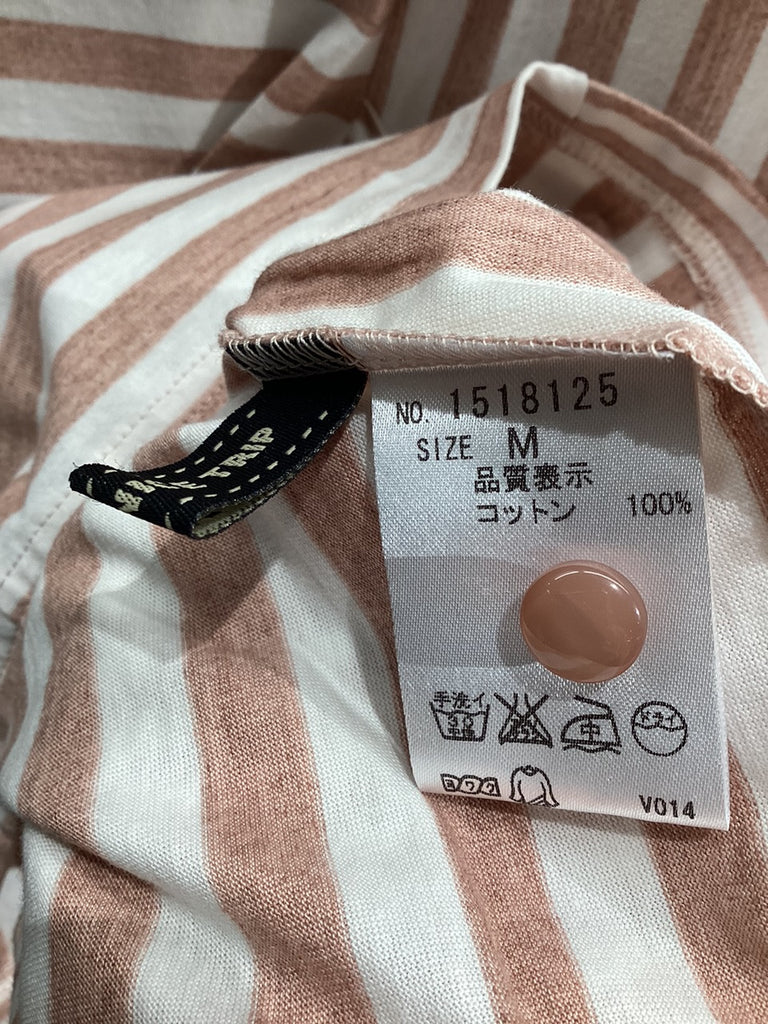 NO. 1518125
SIZE M
品質表示
コットン 100%
TRIP
手洗イ
30
中
ドライ
ヨワク
V014